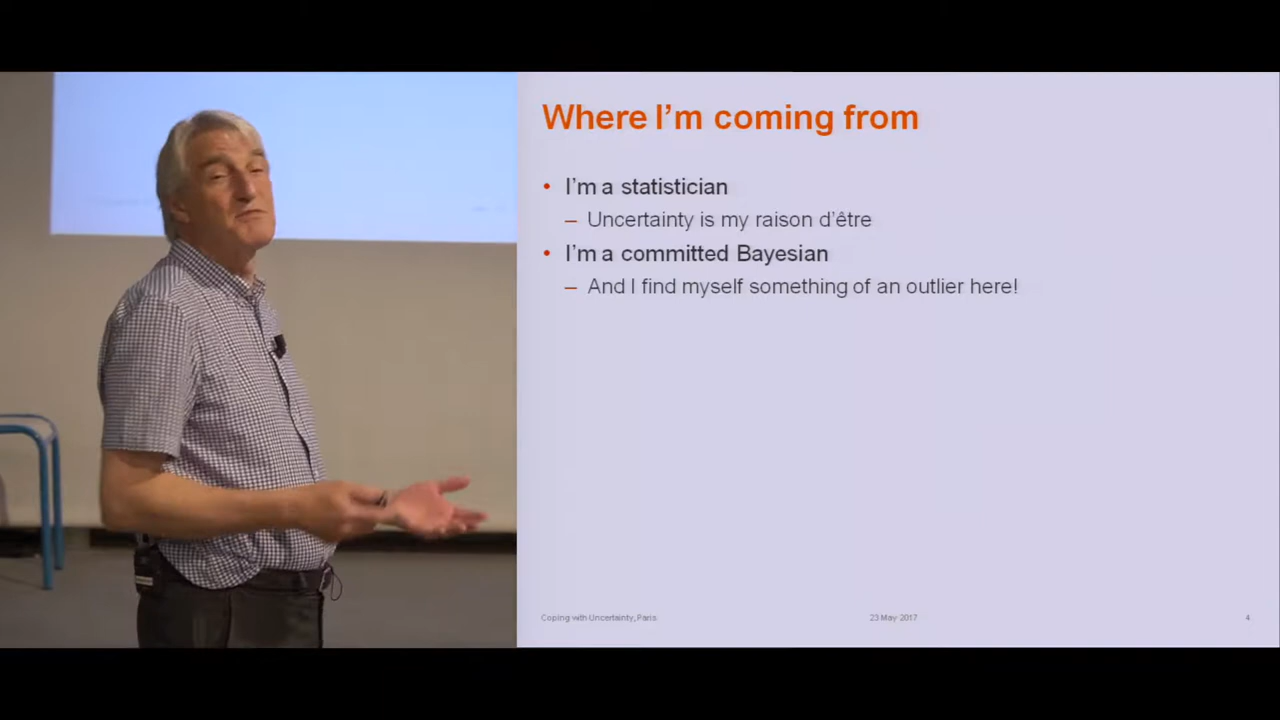 Where I'm coming from
• I'm a statistician
– Uncertainty is my raison d'être
• I'm a committed Bayesian
– And I find myself something of an outlier here!
Coping with Uncertainty, Paris 23 May 2017 4